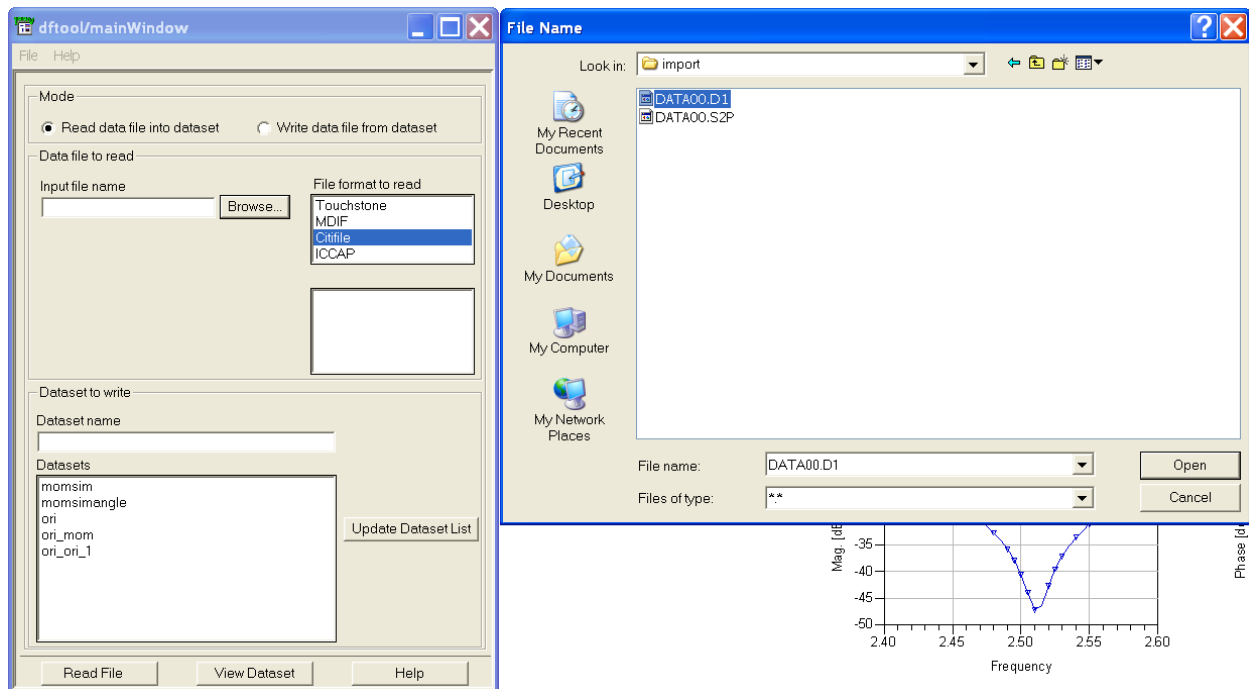 dftool/mainWindow
File Help
Mode
Read data file into dataset
Write data file from dataset
Data file to read
Input file name
Browse...
File format to read
Touchstone
MDIF
Citifile
ICCAP
Dataset to write
Dataset name
Datasets
momsim
momsimangle
ori
ori_mom
ori_ori_1
Update Dataset List
Read File
View Dataset
Help
File Name
Look in:
import
My Recent
Documents
Desktop
My Documents
My Computer
My Network
Places
DATA00.D1
DATA00.S2P
File name:
DATA00.D1
Open
Files of type:
*.*
Cancel
Mag. [dB
-35
-40
-45
-50
2.40
2.45
2.50
2.55
2.60
Frequency
Phase